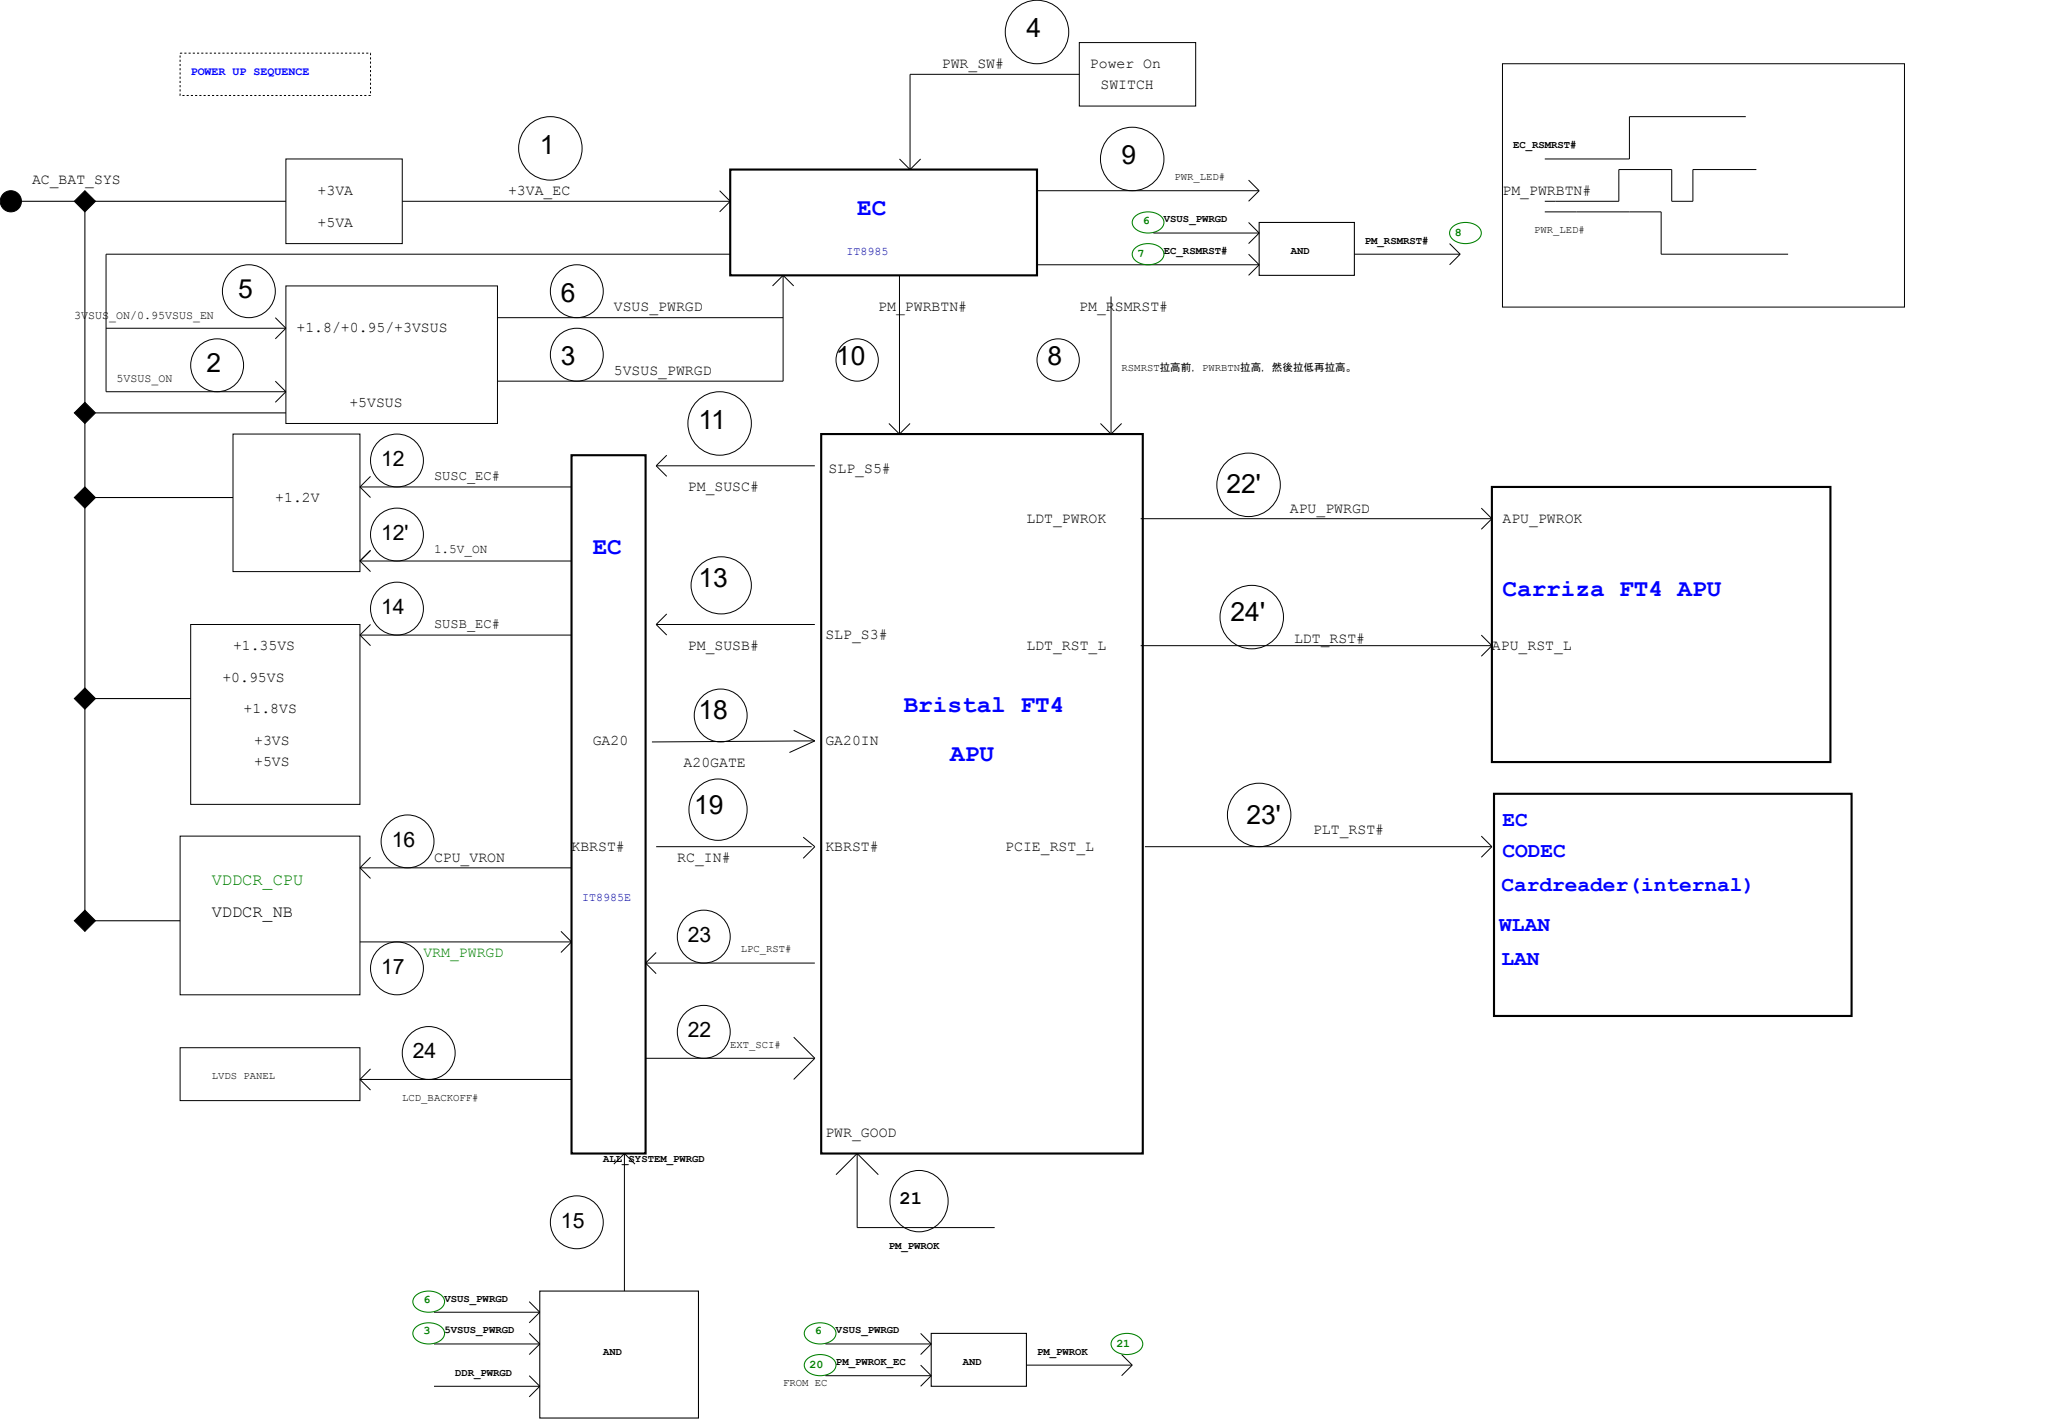 4
PWR_SW#
Power On
SWITCH
POWER UP SEQUENCE
1
9
EC_RSMRST#
AC_BAT_SYS
+3VA
+5VA
+3VA_EC
EC
IT8985
PWR_LED#
PM_PWRBTN#
PWR_LED#
6
VSUS_PWRGD
7
EC_RSMRST#
AND
PM_RSMRST#
8
5
3VSUS_ON/0.95VSUS_EN
+1.8/+0.95/+3VSUS
6
VSUS_PWRGD
PM_PWRBTN#
PM_RSMRST#
2
5VSUS_ON
+5VSUS
3
5VSUS_PWRGD
10
8
RSMRST拉高前，PWRBTN拉高，然後拉低再拉高。
11
12
SUSC_EC#
SLP_S5#
PM_SUSC#
22'
+1.2V
12'
1.5V_ON
EC
LDT_PWROK
APU_PWRGD
APU_PWROK
13
14
SUSB_EC#
SLP_S3#
PM_SUSB#
Carriza FT4 APU
24'
LDT_RST_L
LDT_RST#
APU_RST_L
+1.35VS
+0.95VS
+1.8VS
+3VS
+5VS
18
GA20
A20GATE
GA20IN
Bristal FT4
APU
19
16
CPU_VRON
KBRST#
RC_IN#
KBRST#
PCIE_RST_L
23'
PLT_RST#
EC
CODEC
Cardreader(internal)
WLAN
LAN
VDDCR_CPU
VDDCR_NB
IT8985E
17
VRM_PWRGD
23
LPC_RST#
22
EXT_SCI#
24
LVDS PANEL
LCD_BACKOFF#
PWR_GOOD
ALL_SYSTEM_PWRGD
21
15
PM_PWROK
6
VSUS_PWRGD
3
5VSUS_PWRGD
DDR_PWRGD
AND
6
VSUS_PWRGD
20
PM_PWROK_EC
FROM EC
AND
PM_PWROK
21